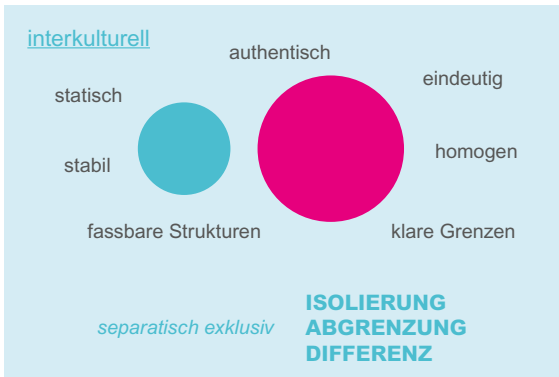 interkulturell
authentisch
eindeutig
statisch
homogen
stabil
fassbare Strukturen
klare Grenzen
separatisch exklusiv
ISOLIERUNG
ABGRENZUNG
DIFFERENZ